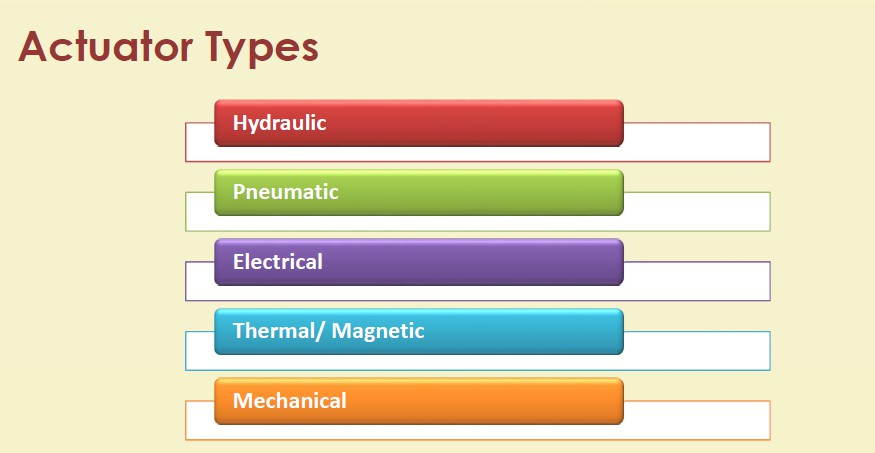 Actuator Types
Hydraulic
Pneumatic
Electrical
Thermal/ Magnetic
Mechanical